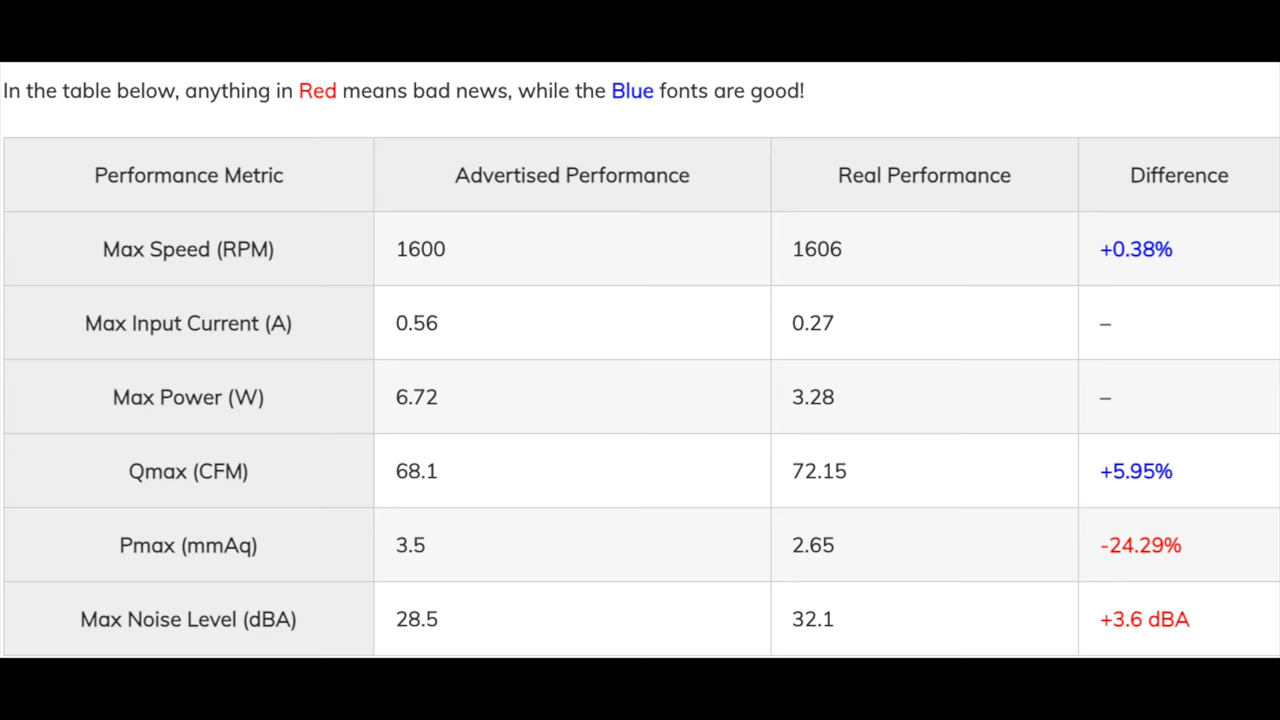 In the table below, anything in Red means bad news, while the Blue fonts are good!
Performance Metric Advertised Performance Real Performance Difference
Max Speed (RPM) 1600 1606 +0.38%
Max Input Current (A) 0.56 0.27 –
Max Power (W) 6.72 3.28 –
Qmax (CFM) 68.1 72.15 +5.95%
Pmax (mmAq) 3.5 2.65 -24.29%
Max Noise Level (dBA) 28.5 32.1 +3.6 dBA